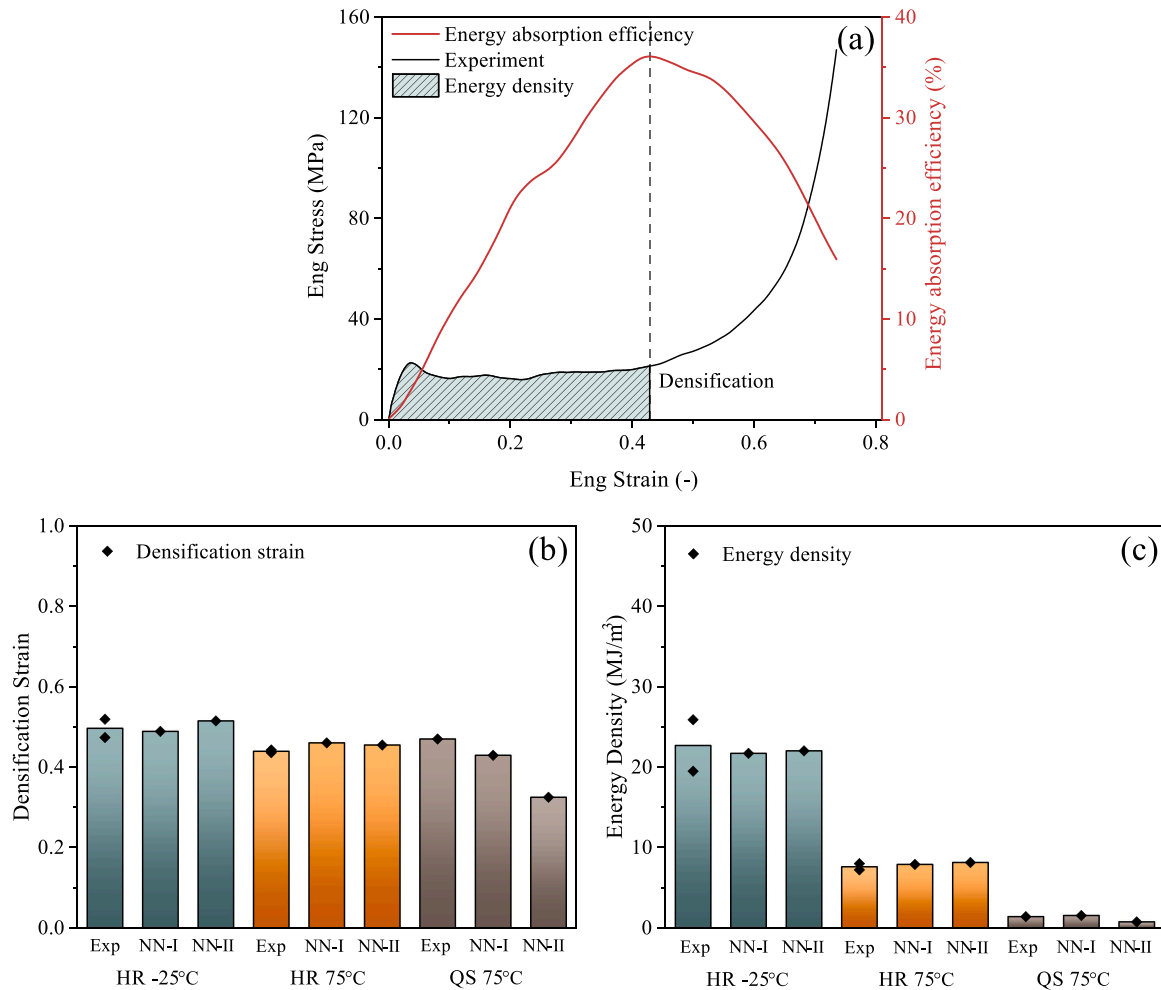 (a)
Energy absorption efficiency
Experiment
Energy density
Densification
160
120
80
40
0
Eng Stress (MPa)
40
30
20
10
0
Energy absorption efficiency (%)
0.0 0.2 0.4 0.6 0.8
Eng Strain (-)
(b)
Densification strain
1.0
0.8
0.6
0.4
0.2
0.0
Densification Strain
Exp NN-I NN-II Exp NN-I NN-II Exp NN-I NN-II
HR -25°C HR 75°C QS 75°C
(c)
Energy density
50
40
30
20
10
0
Energy Density (MJ/m³)
Exp NN-I NN-II Exp NN-I NN-II Exp NN-I NN-II
HR -25°C HR 75°C QS 75°C